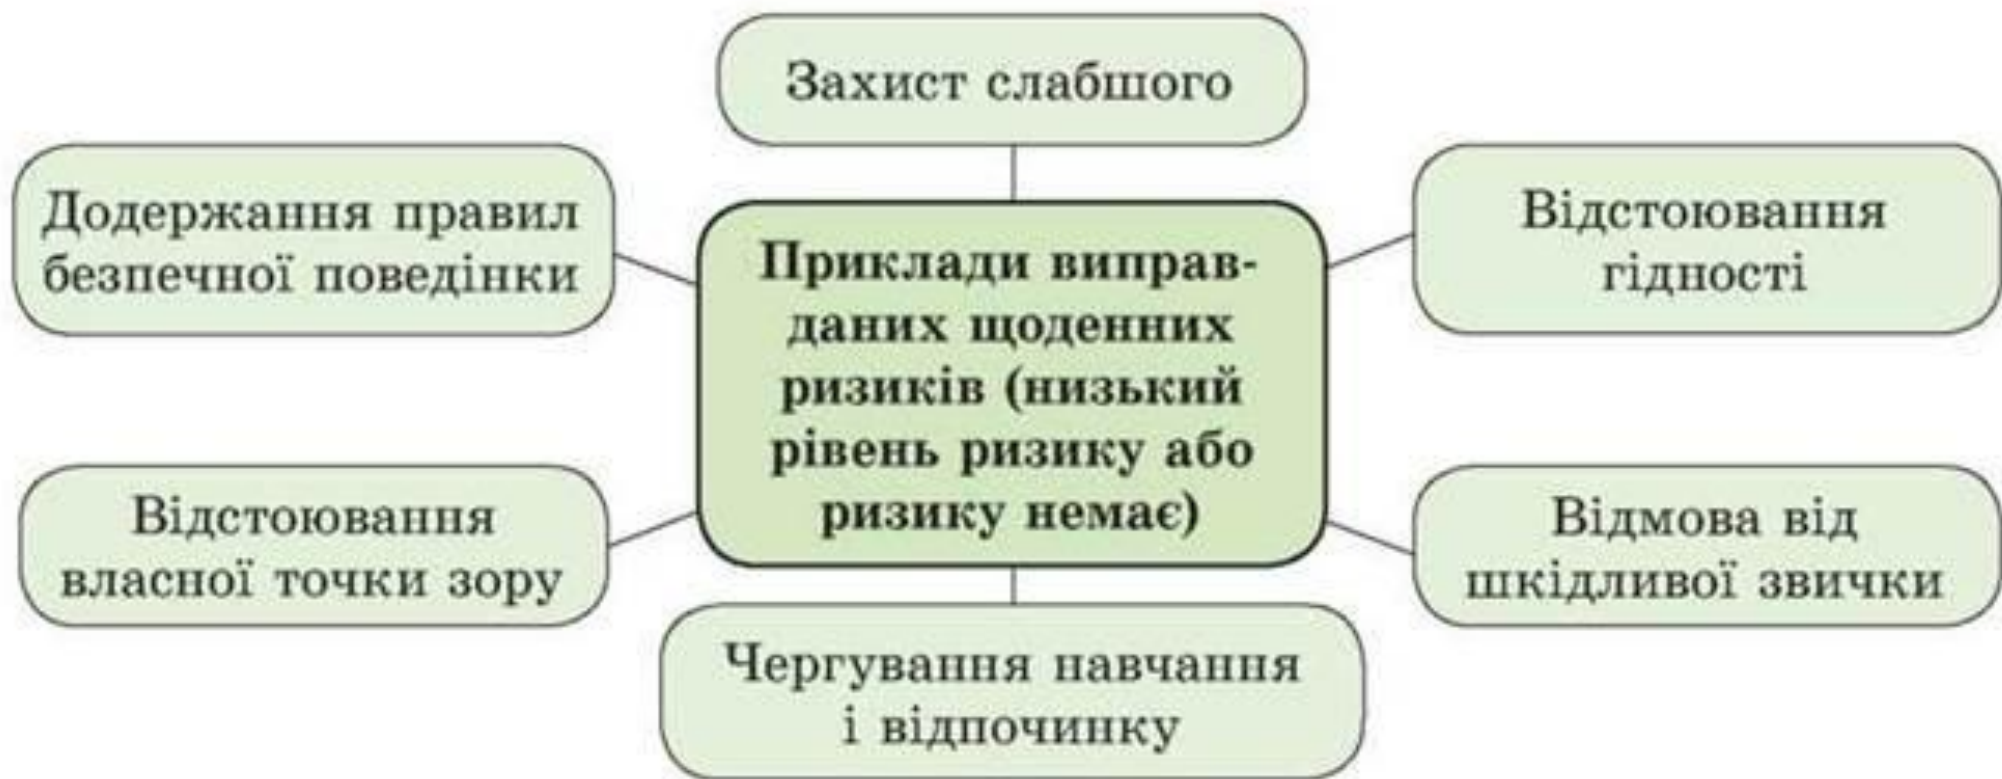 Захист слабшого
Додержання правил
безпечної поведінки
Приклади виправ-
даних щоденних
ризиків (низький
рівень ризику або
ризику немає)
Відстоювання
гідності
Відстоювання
власної точки зору
Відмова від
шкідливої звички
Чергування навчання
і відпочинку